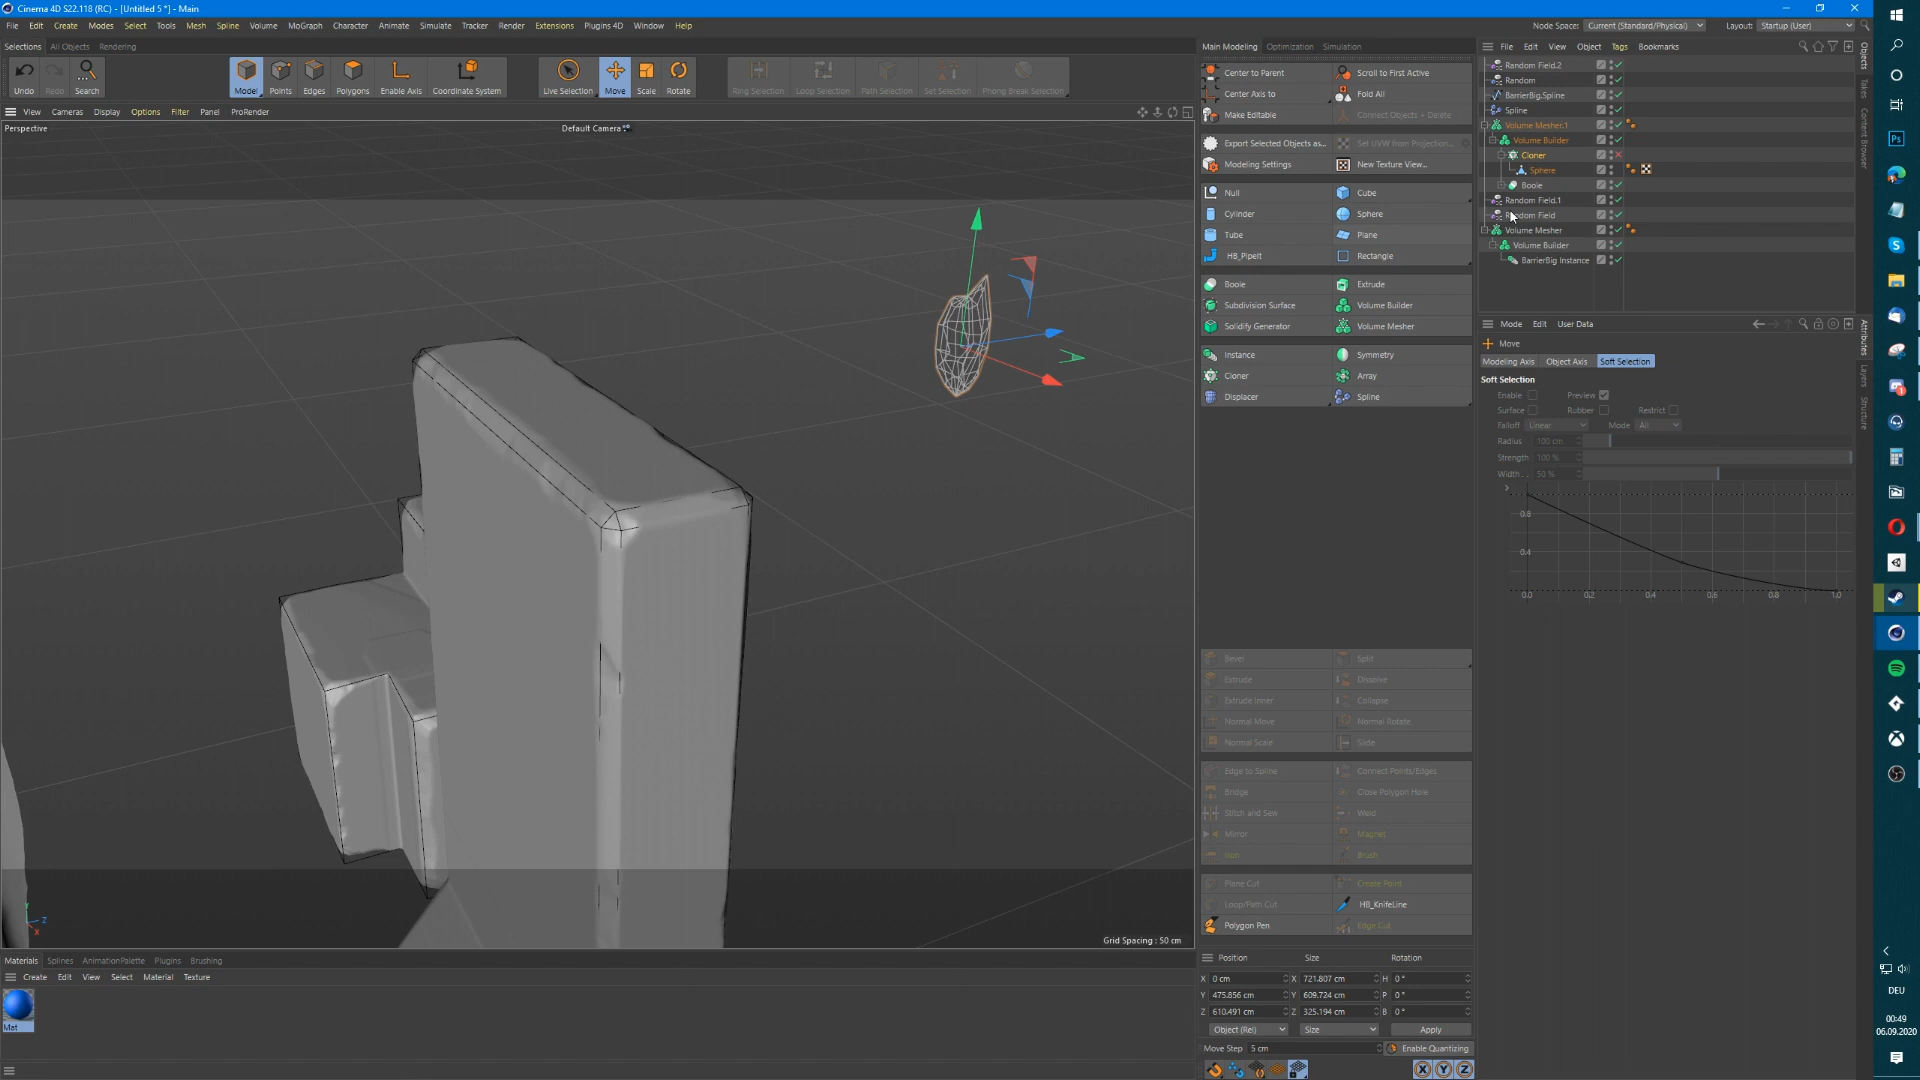 Cinema 4D S22.118 (RC) - [Untitled 5 *] - Main
File Edit Create Modes Select Tools Mesh Spline Volume MoGraph Character Animate Simulate Tracker Render Extensions Plugins 4D Window Help
Node Space: Current (Standard/Physical) Layout: Startup (User)
Selections All Objects Rendering
Undo Redo Search Model Points Edges Polygons Enable Axis Coordinate System Live Selection Move Scale Rotate Ring Selection Loop Selection Path Selection Set Selection Phong Break Selection
View Cameras Display Options Filter Panel ProRender
Perspective
Default Camera
Grid Spacing : 50 cm
Materials Splines AnimationPalette Plugins Brushing
Create Edit View Select Material Texture
Mat
Main Modeling Optimization Simulation
Center to Parent Scroll to First Active
Center Axis to Fold All
Make Editable Connect Objects + Delete
Export Selected Objects as... Set UVW from Projection...
Modeling Settings New Texture View...
Null Cube
Cylinder Sphere
Tube Plane
HB_PipeIt Rectangle
Boole Extrude
Subdivision Surface Volume Builder
Solidify Generator Volume Mesher
Instance Symmetry
Cloner Array
Displacer Spline
Bevel Split
Extrude Dissolve
Extrude Inner Collapse
Normal Move Normal Rotate
Normal Scale Slide
Edge to Spline Connect Points/Edges
Bridge Close Polygon Hole
Stitch and Sew Weld
Mirror Magnet
Iron Brush
Plane Cut Create Point
Loop/Path Cut HB_KnifeLine
Polygon Pen Edge Cut
Position Size Rotation
X 0 cm X 721.807 cm H 0 °
Y 475.856 cm Y 609.724 cm P 0 °
Z 610.491 cm Z 325.194 cm B 0 °
Object (Rel) Size Apply
Move Step 5 cm Enable Quantizing
X Y Z
File Edit View Object Tags Bookmarks
Random Field.2
Random
BarrierBig.Spline
Spline
Volume Mesher.1
Volume Builder
Cloner
Sphere
Boole
Random Field.1
Random Field
Volume Mesher
Volume Builder
BarrierBig Instance
Mode Edit User Data
Move
Modeling Axis Object Axis Soft Selection
Soft Selection
Enable Preview
Surface Rubber Restrict
Falloff Linear Mode All
Radius 100 cm
Strength 100 %
Width . . 50 %
0.8
0.4
0.0 0.2 0.4 0.6 0.8 1.0
Objects Takes Content Browser
Attributes Layers Structure
DEU
00:49
06.09.2020